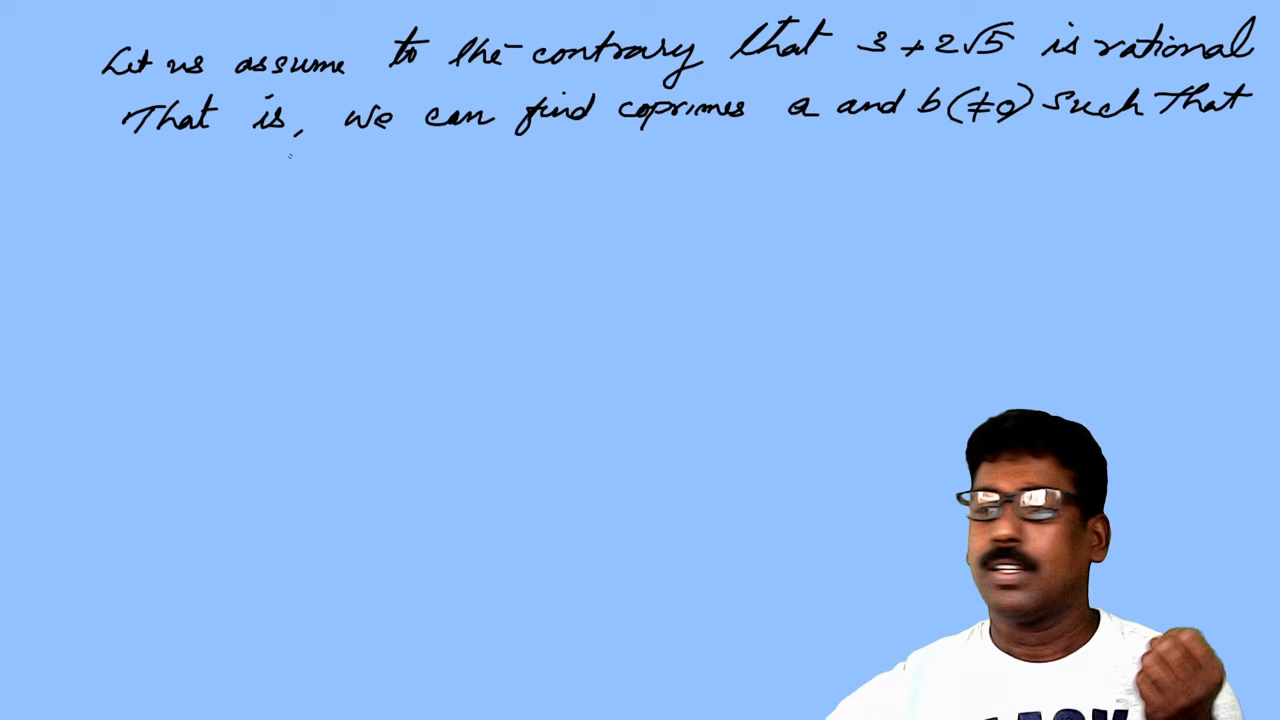 Let us assume to the contrary that 3 + 2√5 is rational
That is, we can find coprimes a and b (≠0) such that